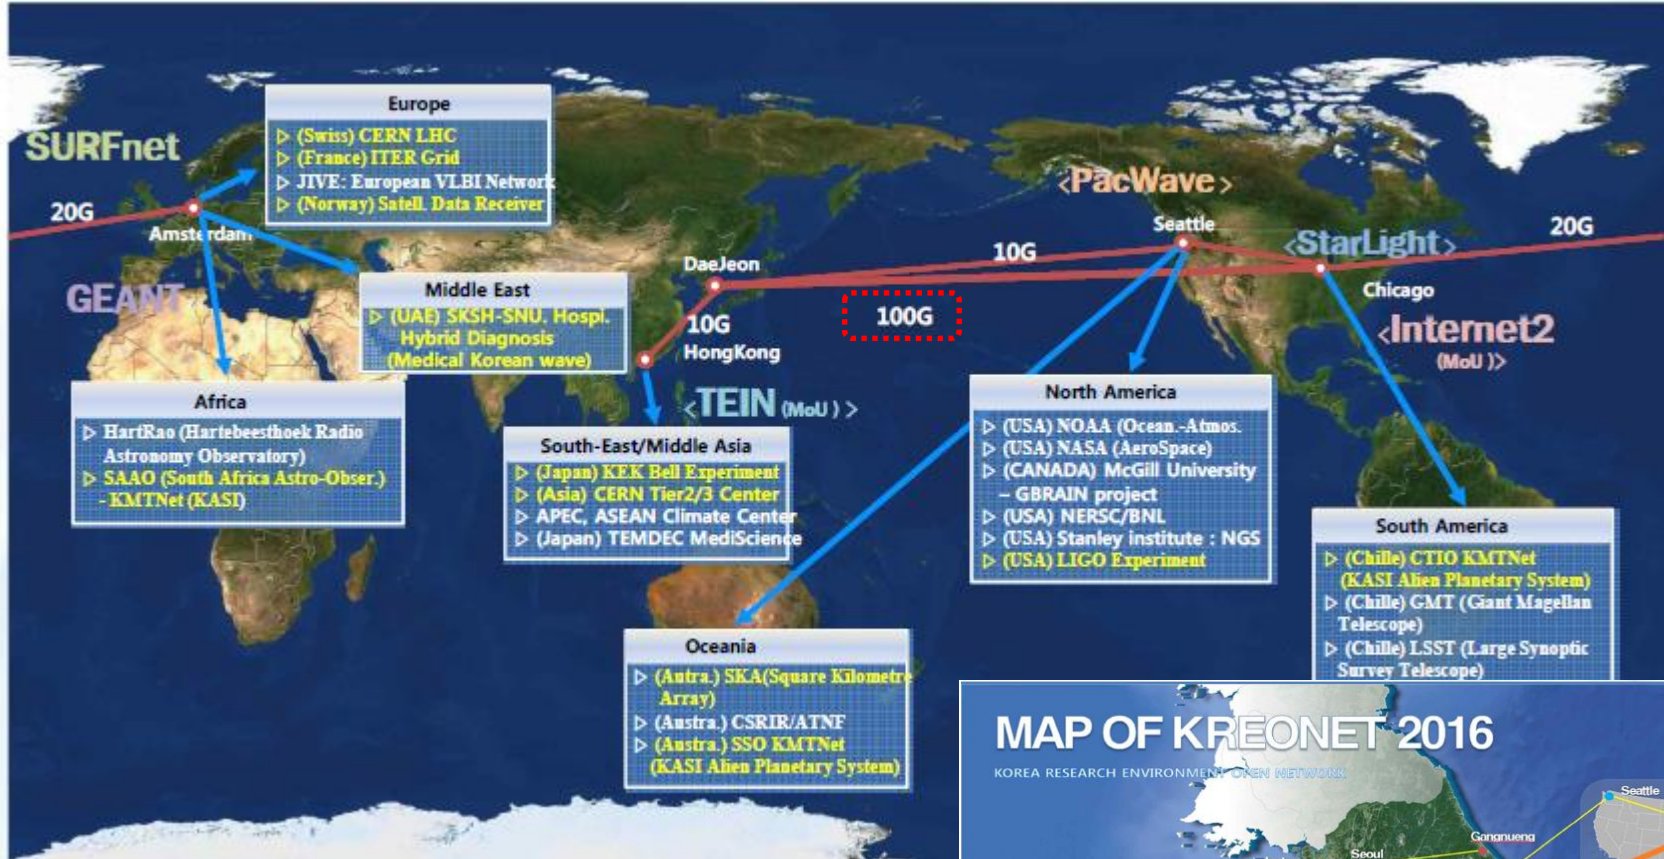 SURFnet
20G
Amsterdam
GEANT
Europe
▷ (Swiss) CERN LHC
▷ (France) ITER Grid
▷ JIVE: European VLBI Network
▷ (Norway) Satell. Data Receiver
Middle East
▷ (UAE) SKSH-SNU. Hospi.
Hybrid Diagnosis
(Medical Korean wave)
Africa
▷ HartRao (Hartebeesthoek Radio
Astronomy Observatory)
▷ SAAO (South Africa Astro-Obser.)
- KMTNet (KASI)
DaeJeon
10G
HongKong
<TEIN (MoU) >
South-East/Middle Asia
▷ (Japan) KEK Bell Experiment
▷ (Asia) CERN Tier2/3 Center
▷ APEC, ASEAN Climate Center
▷ (Japan) TEMDEC MediScience
Oceania
▷ (Autra.) SKA(Square Kilometre
Array)
▷ (Austra.) CSRIR/ATNF
▷ (Austra.) SSO KMTNet
(KASI Alien Planetary System)
10G
100G
<PacWave>
Seattle
<StarLight>
20G
Chicago
<Internet2
(MoU )>
North America
▷ (USA) NOAA (Ocean.-Atmos.
▷ (USA) NASA (AeroSpace)
▷ (CANADA) McGill University
– GBRAIN project
▷ (USA) NERSC/BNL
▷ (USA) Stanley institute : NGS
▷ (USA) LIGO Experiment
South America
▷ (Chille) CTIO KMTNet
(KASI Alien Planetary System)
▷ (Chille) GMT (Giant Magellan
Telescope)
▷ (Chille) LSST (Large Synoptic
Survey Telescope)
MAP OF KREONET 2016
KOREA RESEARCH ENVIRONMENT OPEN NETWORK
Seattle
Gangnueng
Seoul